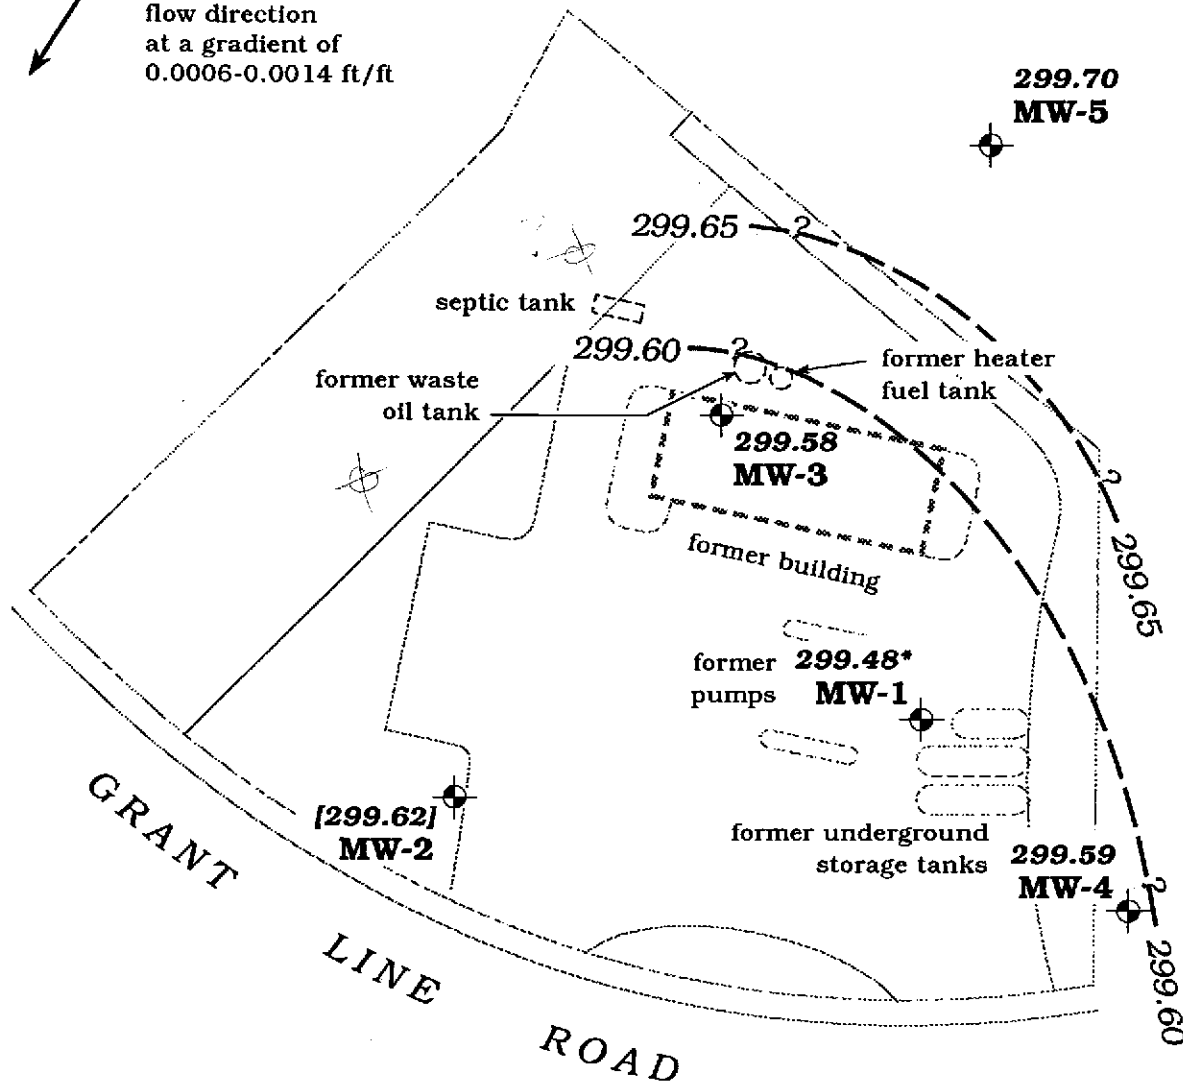 flow direction
at a gradient of
0.0006-0.0014 ft/ft
299.70
MW-5
299.65
?
septic tank
299.60
?
former heater
fuel tank
former waste
oil tank
299.58
MW-3
?
299.65
former building
former
pumps
299.48*
MW-1
[299.62]
MW-2
former underground
storage tanks
299.59
MW-4
?
299.60
GRANT LINE ROAD